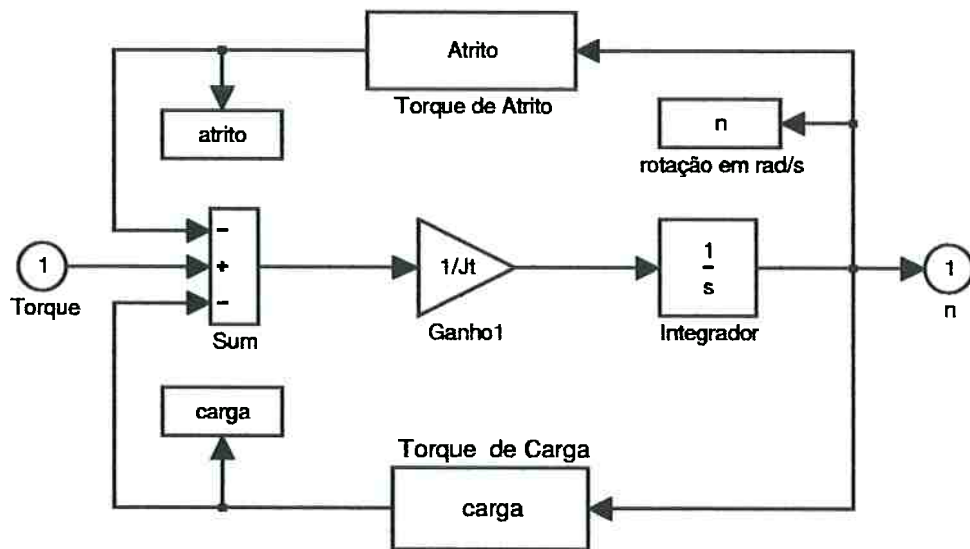 Atrito
Torque de Atrito
atrito
n
rotação em rad/s
−
1
+
1/Jt
1
s
1
−
Torque
Sum
Ganho1
Integrador
n
carga
Torque de Carga
carga